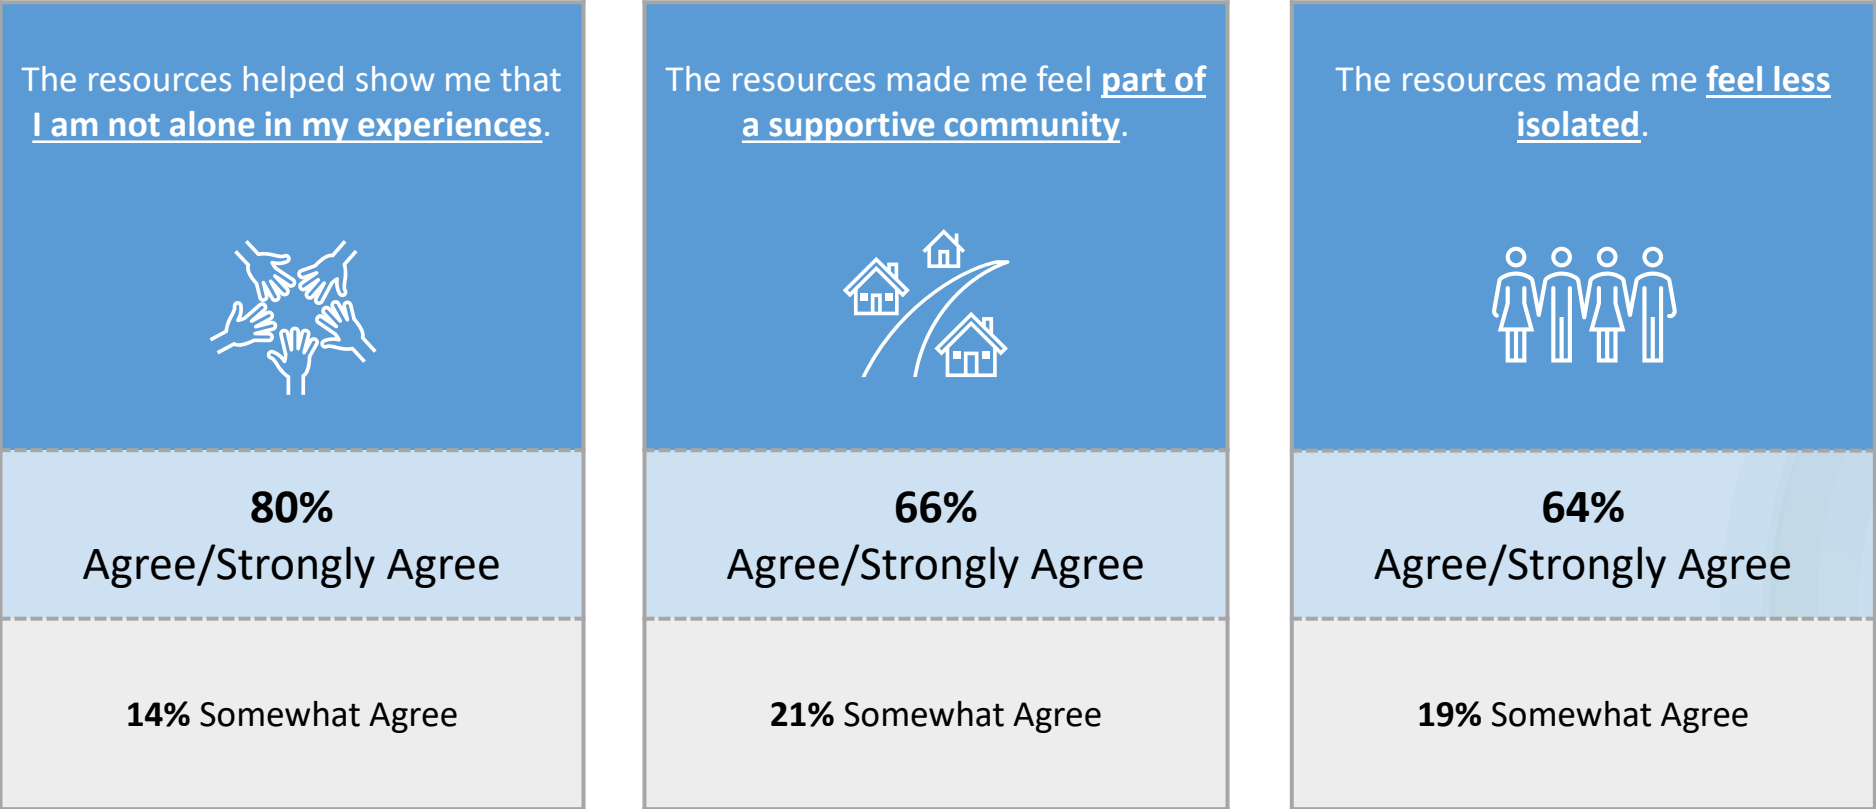 The resources helped show me that
I am not alone in my experiences.
80%
Agree/Strongly Agree
14% Somewhat Agree
The resources made me feel part of
a supportive community.
66%
Agree/Strongly Agree
21% Somewhat Agree
The resources made me feel less
isolated.
64%
Agree/Strongly Agree
19% Somewhat Agree